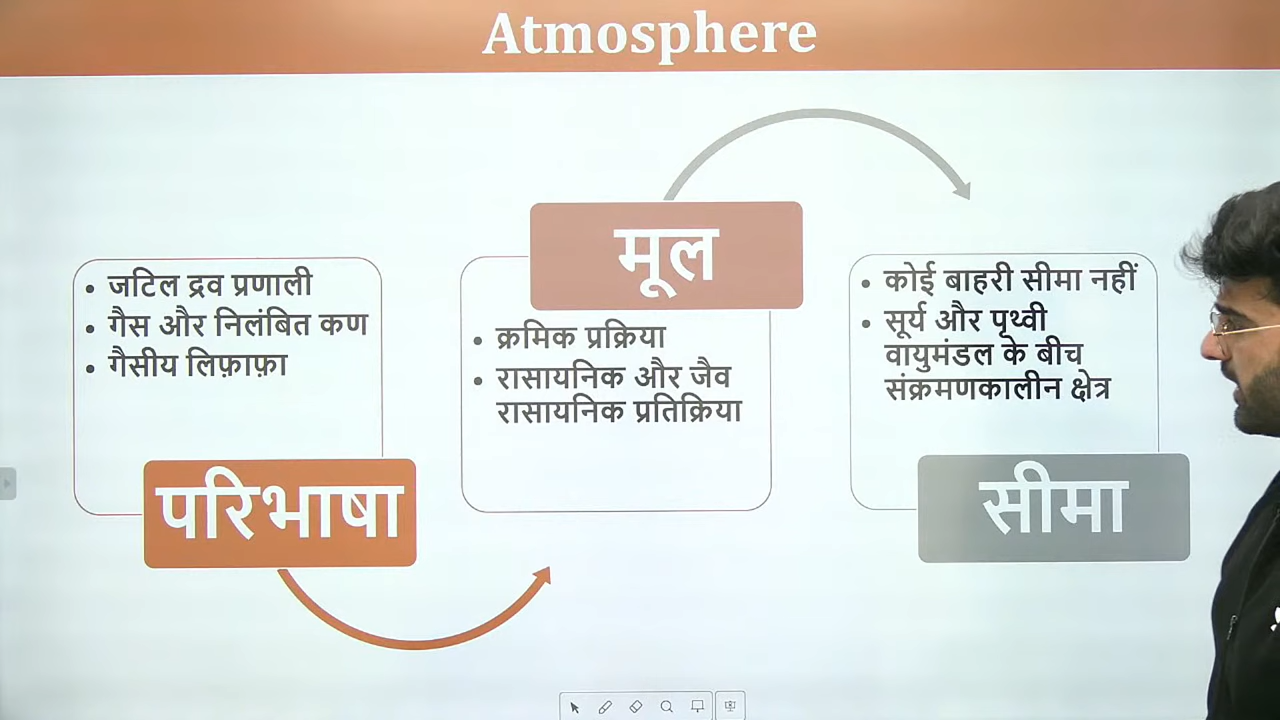 Atmosphere
जटिल द्रव प्रणाली
गैस और निलंबित कण
गैसीय लिफ़ाफ़ा
परिभाषा
मूल
क्रमिक प्रक्रिया
रासायनिक और जैव
रासायनिक प्रतिक्रिया
कोई बाहरी सीमा नहीं
सूर्य और पृथ्वी
वायुमंडल के बीच
संक्रमणकालीन क्षेत्र
सीमा